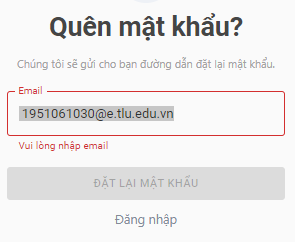 Quên mật khẩu?
Chúng tôi sẽ gửi cho bạn đường dẫn đặt lại mật khẩu.
Email
1951061030@e.tlu.edu.vn
Vui lòng nhập email
ĐẶT LẠI MẬT KHẨU
Đăng nhập